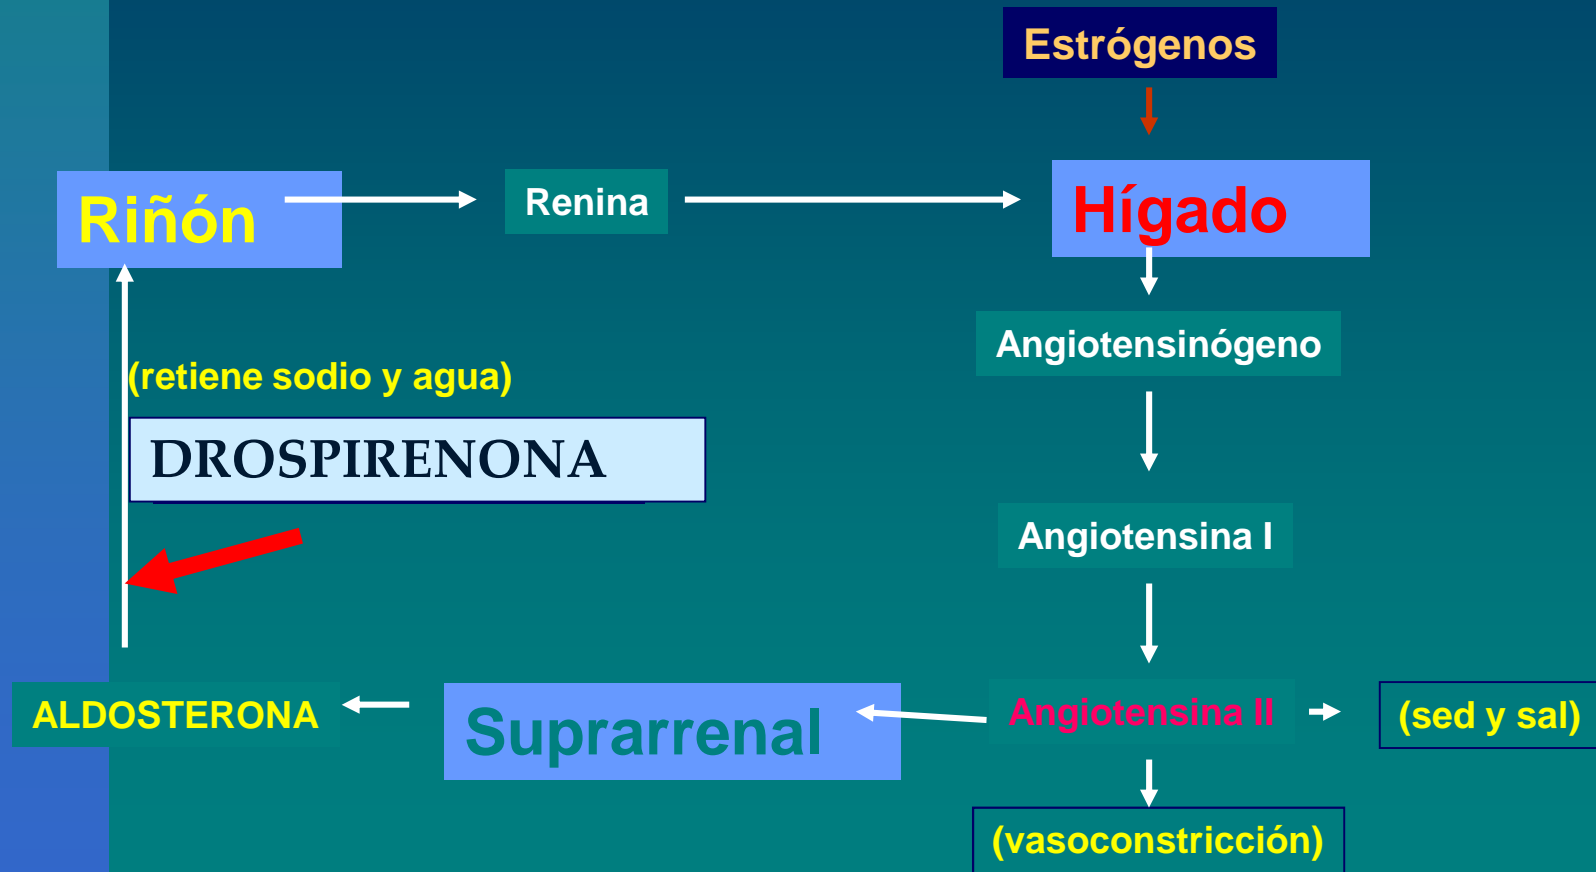 Estrógenos
Riñón
Renina
Hígado
Angiotensinógeno
(retiene sodio y agua)
DROSPIRENONA
Angiotensina I
ALDOSTERONA
Suprarrenal
Angiotensina II
(sed y sal)
(vasoconstricción)